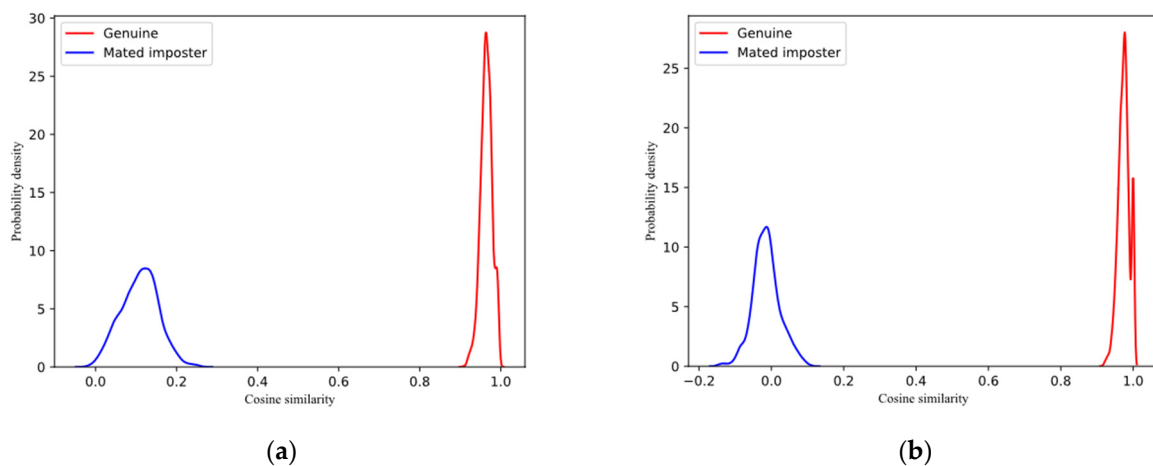 Genuine
Mated imposter
Probability density
30
25
20
15
10
5
0
0.0 0.2 0.4 0.6 0.8 1.0
Cosine similarity
(a)
Genuine
Mated imposter
Probability density
25
20
15
10
5
0
−0.2 0.0 0.2 0.4 0.6 0.8 1.0
Cosine similarity
(b)